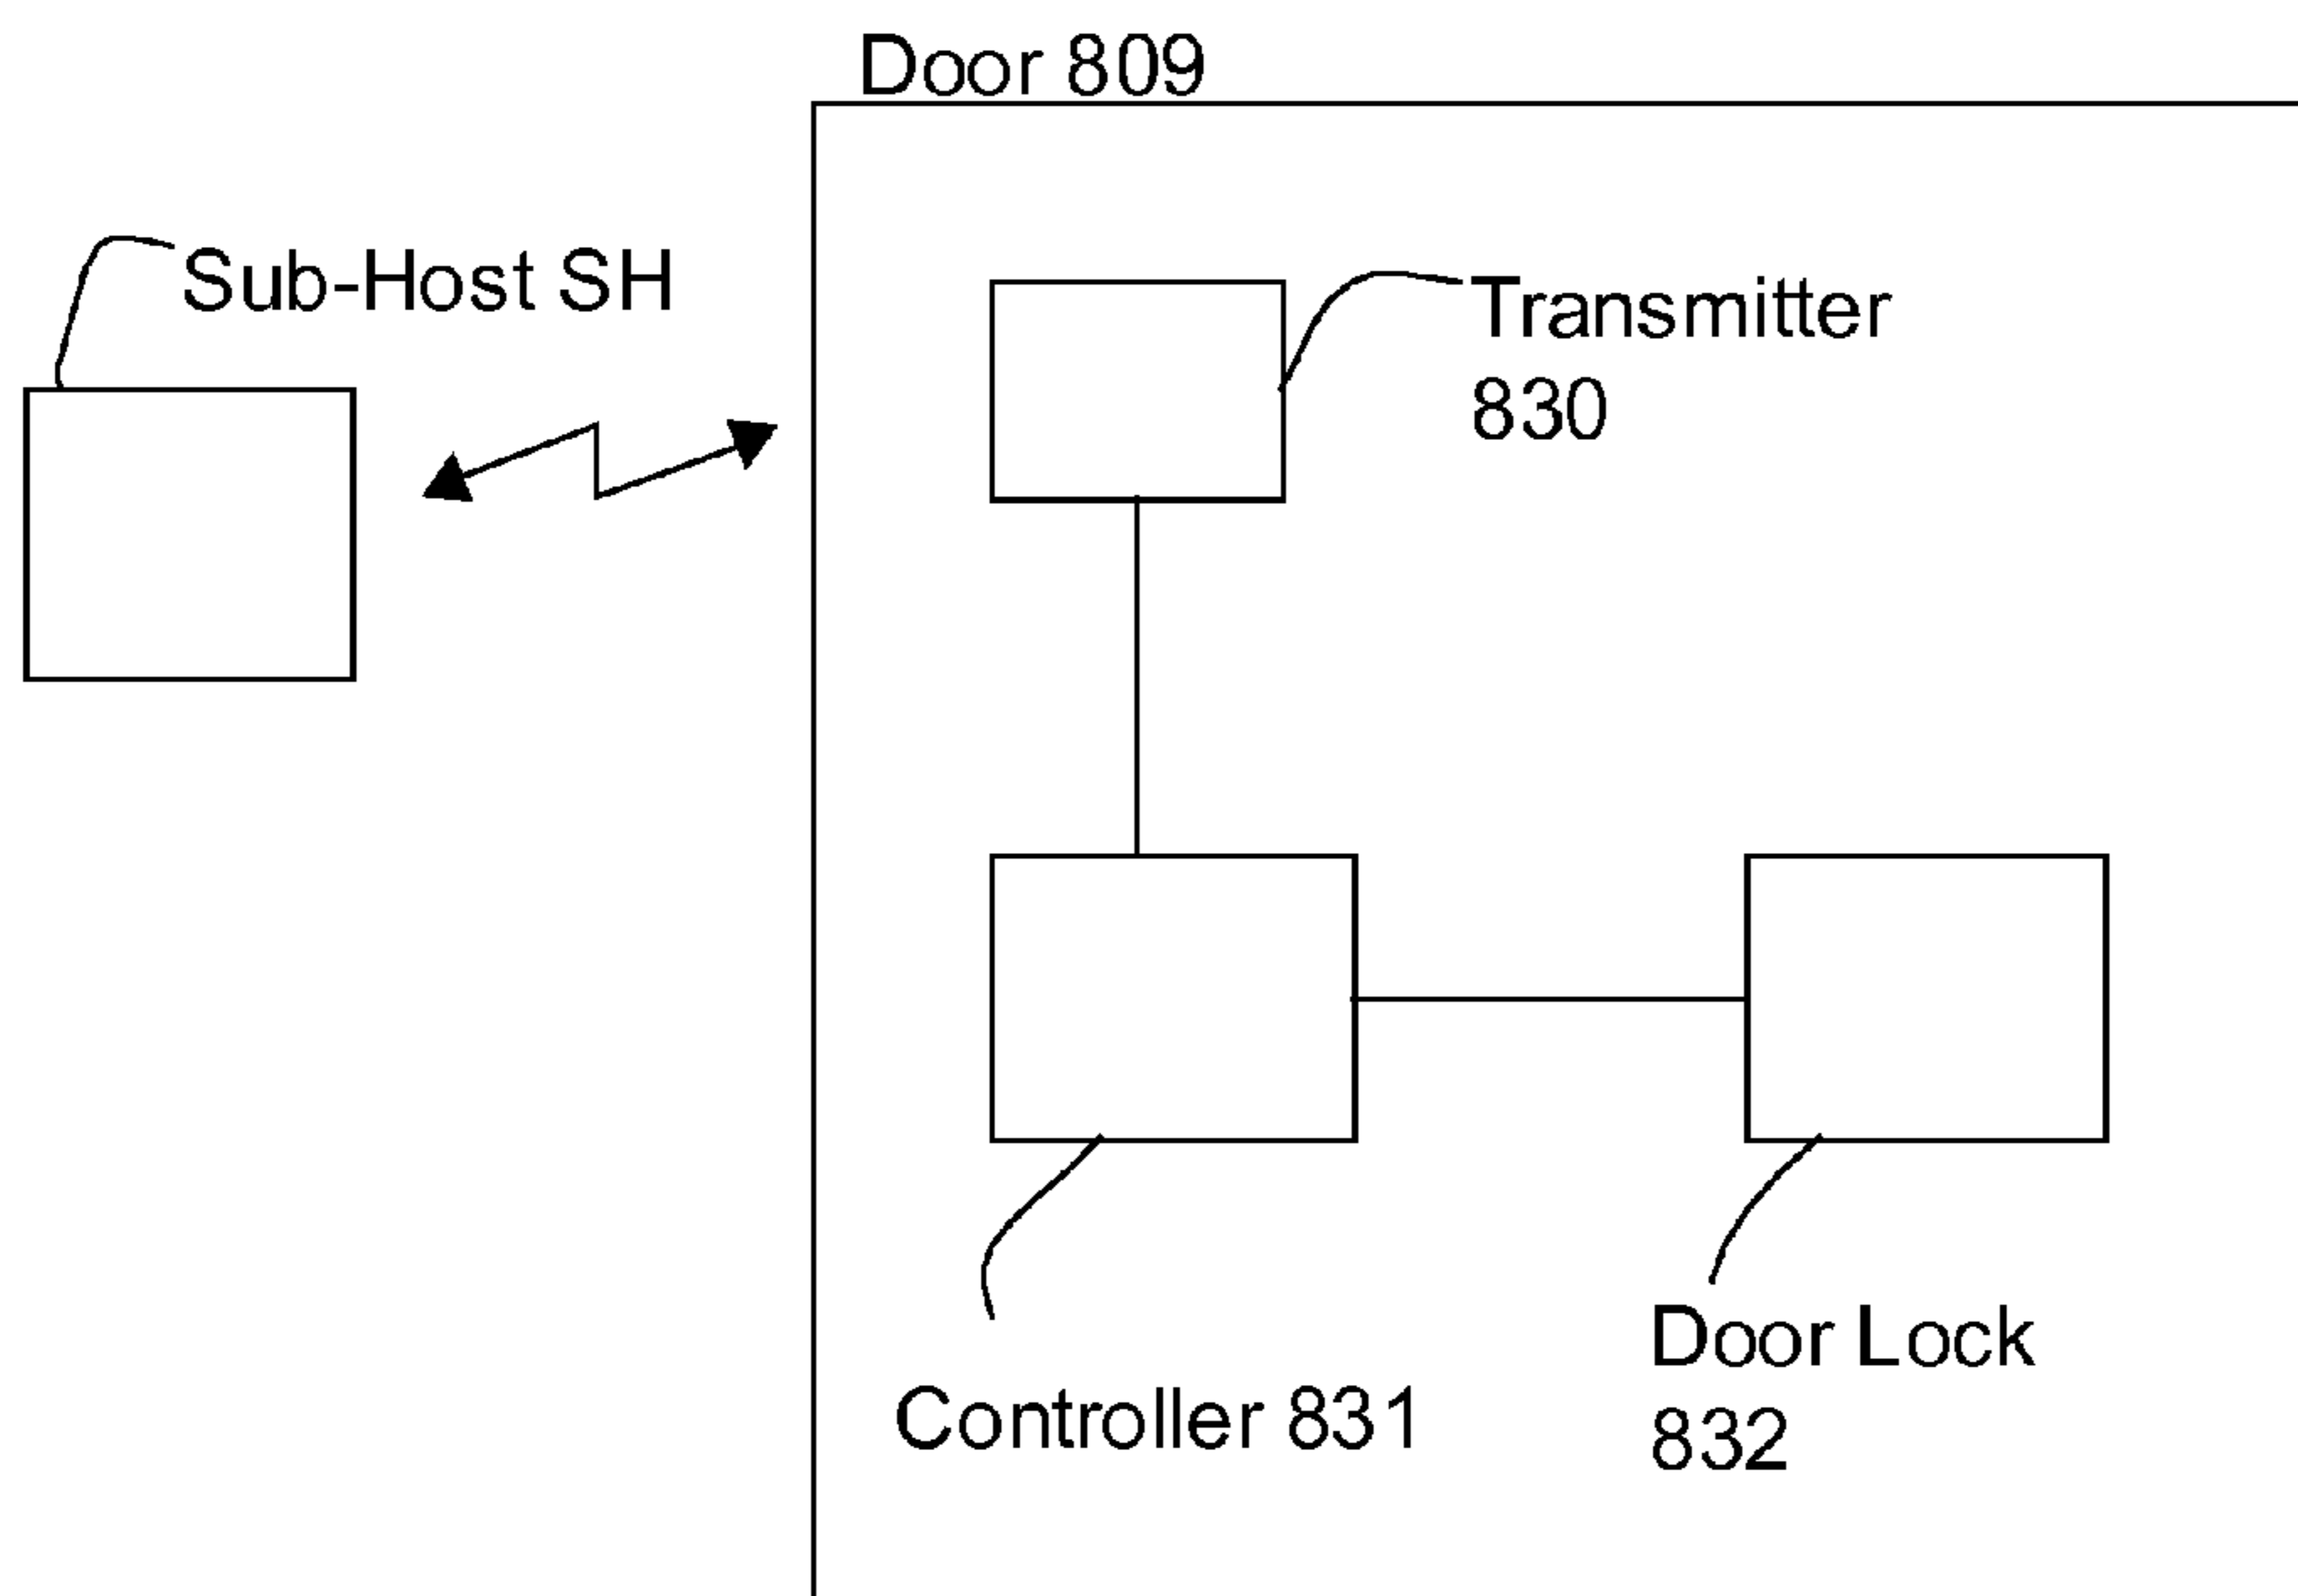 Door 809
Sub-Host SH
Transmitter
830
Controller 831
Door Lock
832